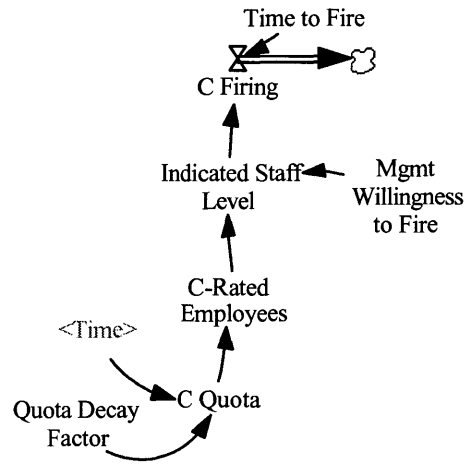 Time to Fire
C Firing
Indicated Staff
Level
Mgmt
Willingness
to Fire
C-Rated
Employees
<Time>
C Quota
Quota Decay
Factor